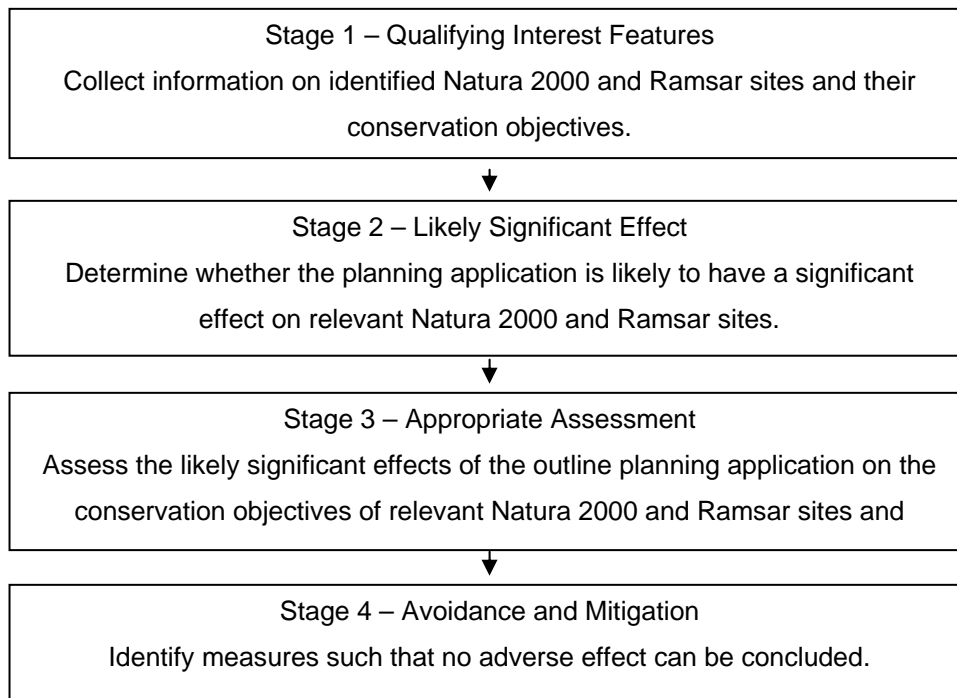 Stage 1 – Qualifying Interest Features
Collect information on identified Natura 2000 and Ramsar sites and their
conservation objectives.
Stage 2 – Likely Significant Effect
Determine whether the planning application is likely to have a significant
effect on relevant Natura 2000 and Ramsar sites.
Stage 3 – Appropriate Assessment
Assess the likely significant effects of the outline planning application on the
conservation objectives of relevant Natura 2000 and Ramsar sites and
Stage 4 – Avoidance and Mitigation
Identify measures such that no adverse effect can be concluded.